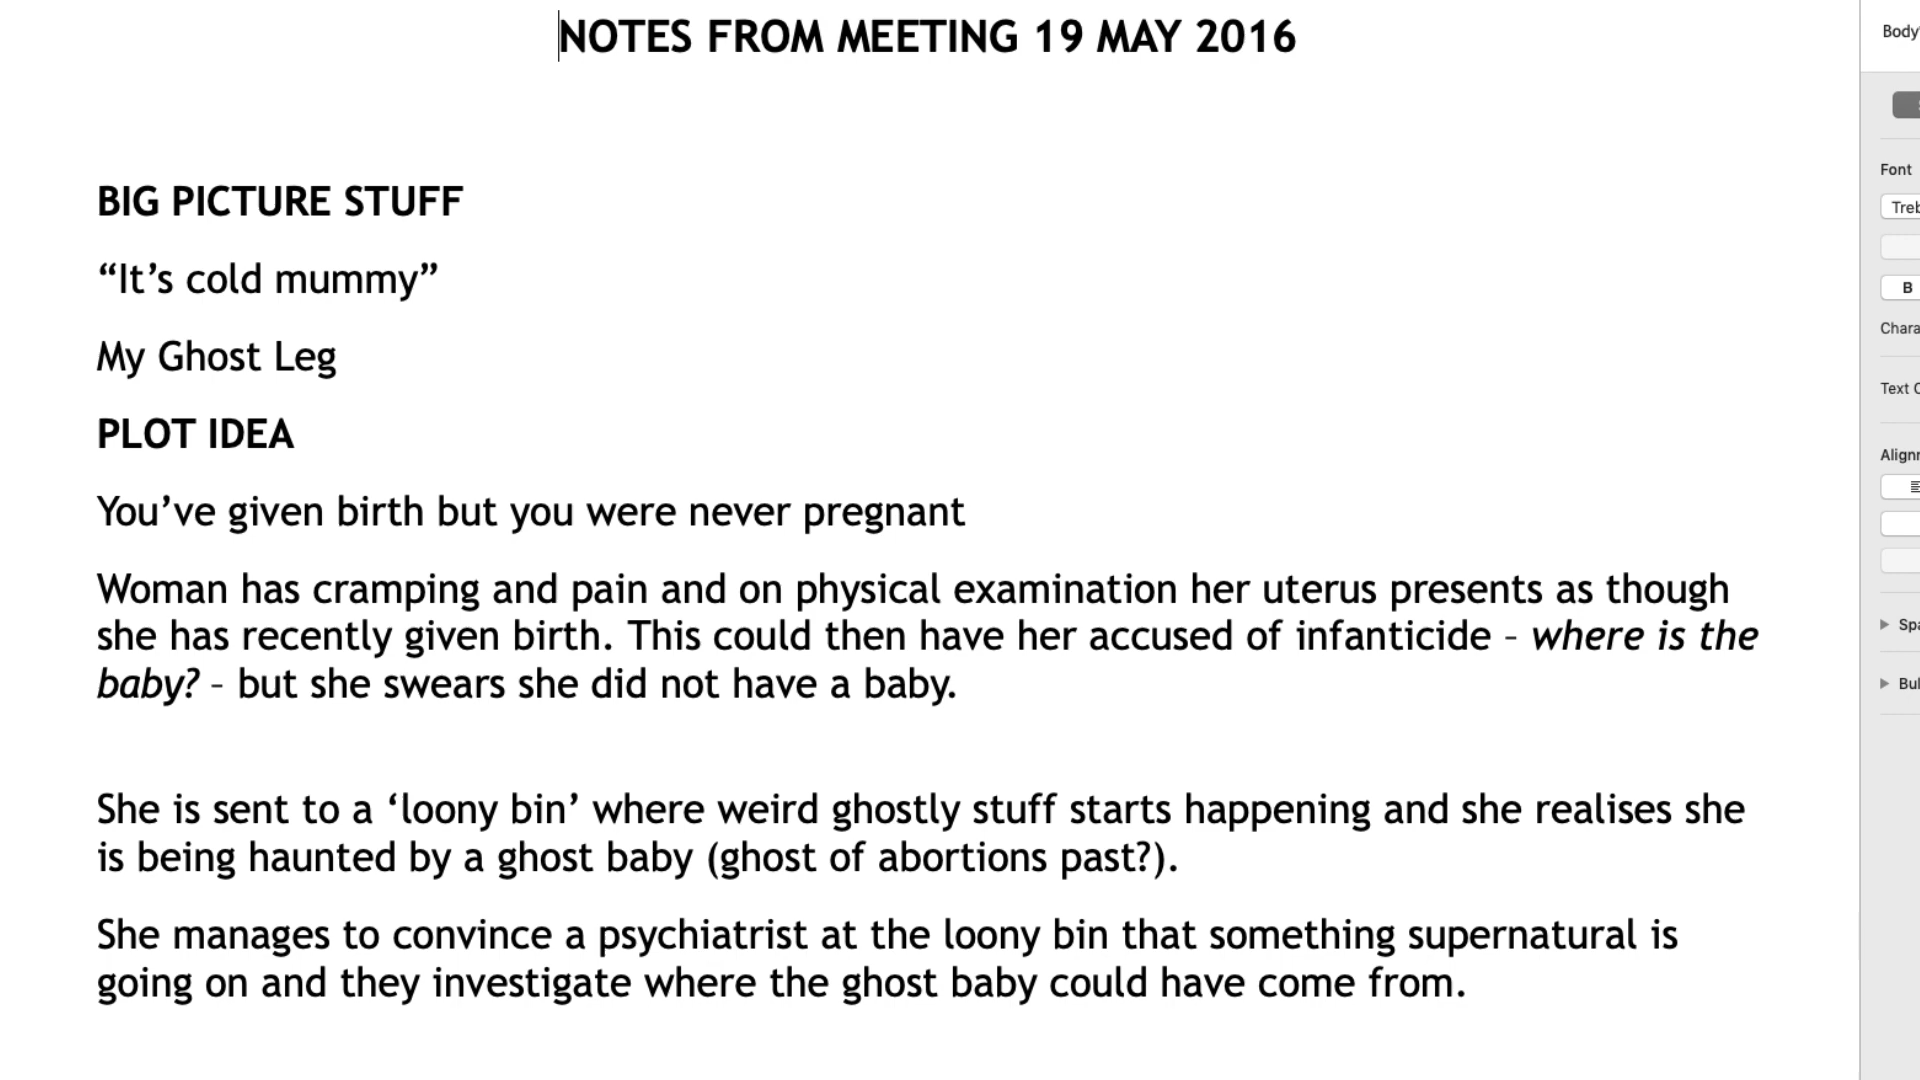 NOTES FROM MEETING 19 MAY 2016
BIG PICTURE STUFF
“It’s cold mummy”
My Ghost Leg
PLOT IDEA
You’ve given birth but you were never pregnant
Woman has cramping and pain and on physical examination her uterus presents as though
she has recently given birth. This could then have her accused of infanticide – where is the
baby? – but she swears she did not have a baby.
She is sent to a ‘loony bin’ where weird ghostly stuff starts happening and she realises she
is being haunted by a ghost baby (ghost of abortions past?).
She manages to convince a psychiatrist at the loony bin that something supernatural is
going on and they investigate where the ghost baby could have come from.
Body
Font
Treb
B
Chara
Text
Alignm
Spa
Bul